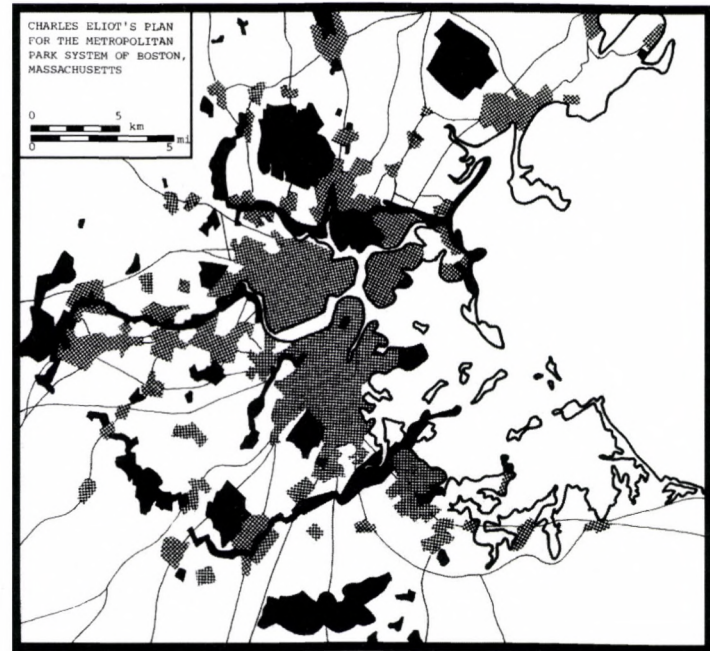 CHARLES ELIOT'S PLAN
FOR THE METROPOLITAN
PARK SYSTEM OF BOSTON,
MASSACHUSETTS
0 5
km
mi
0 5